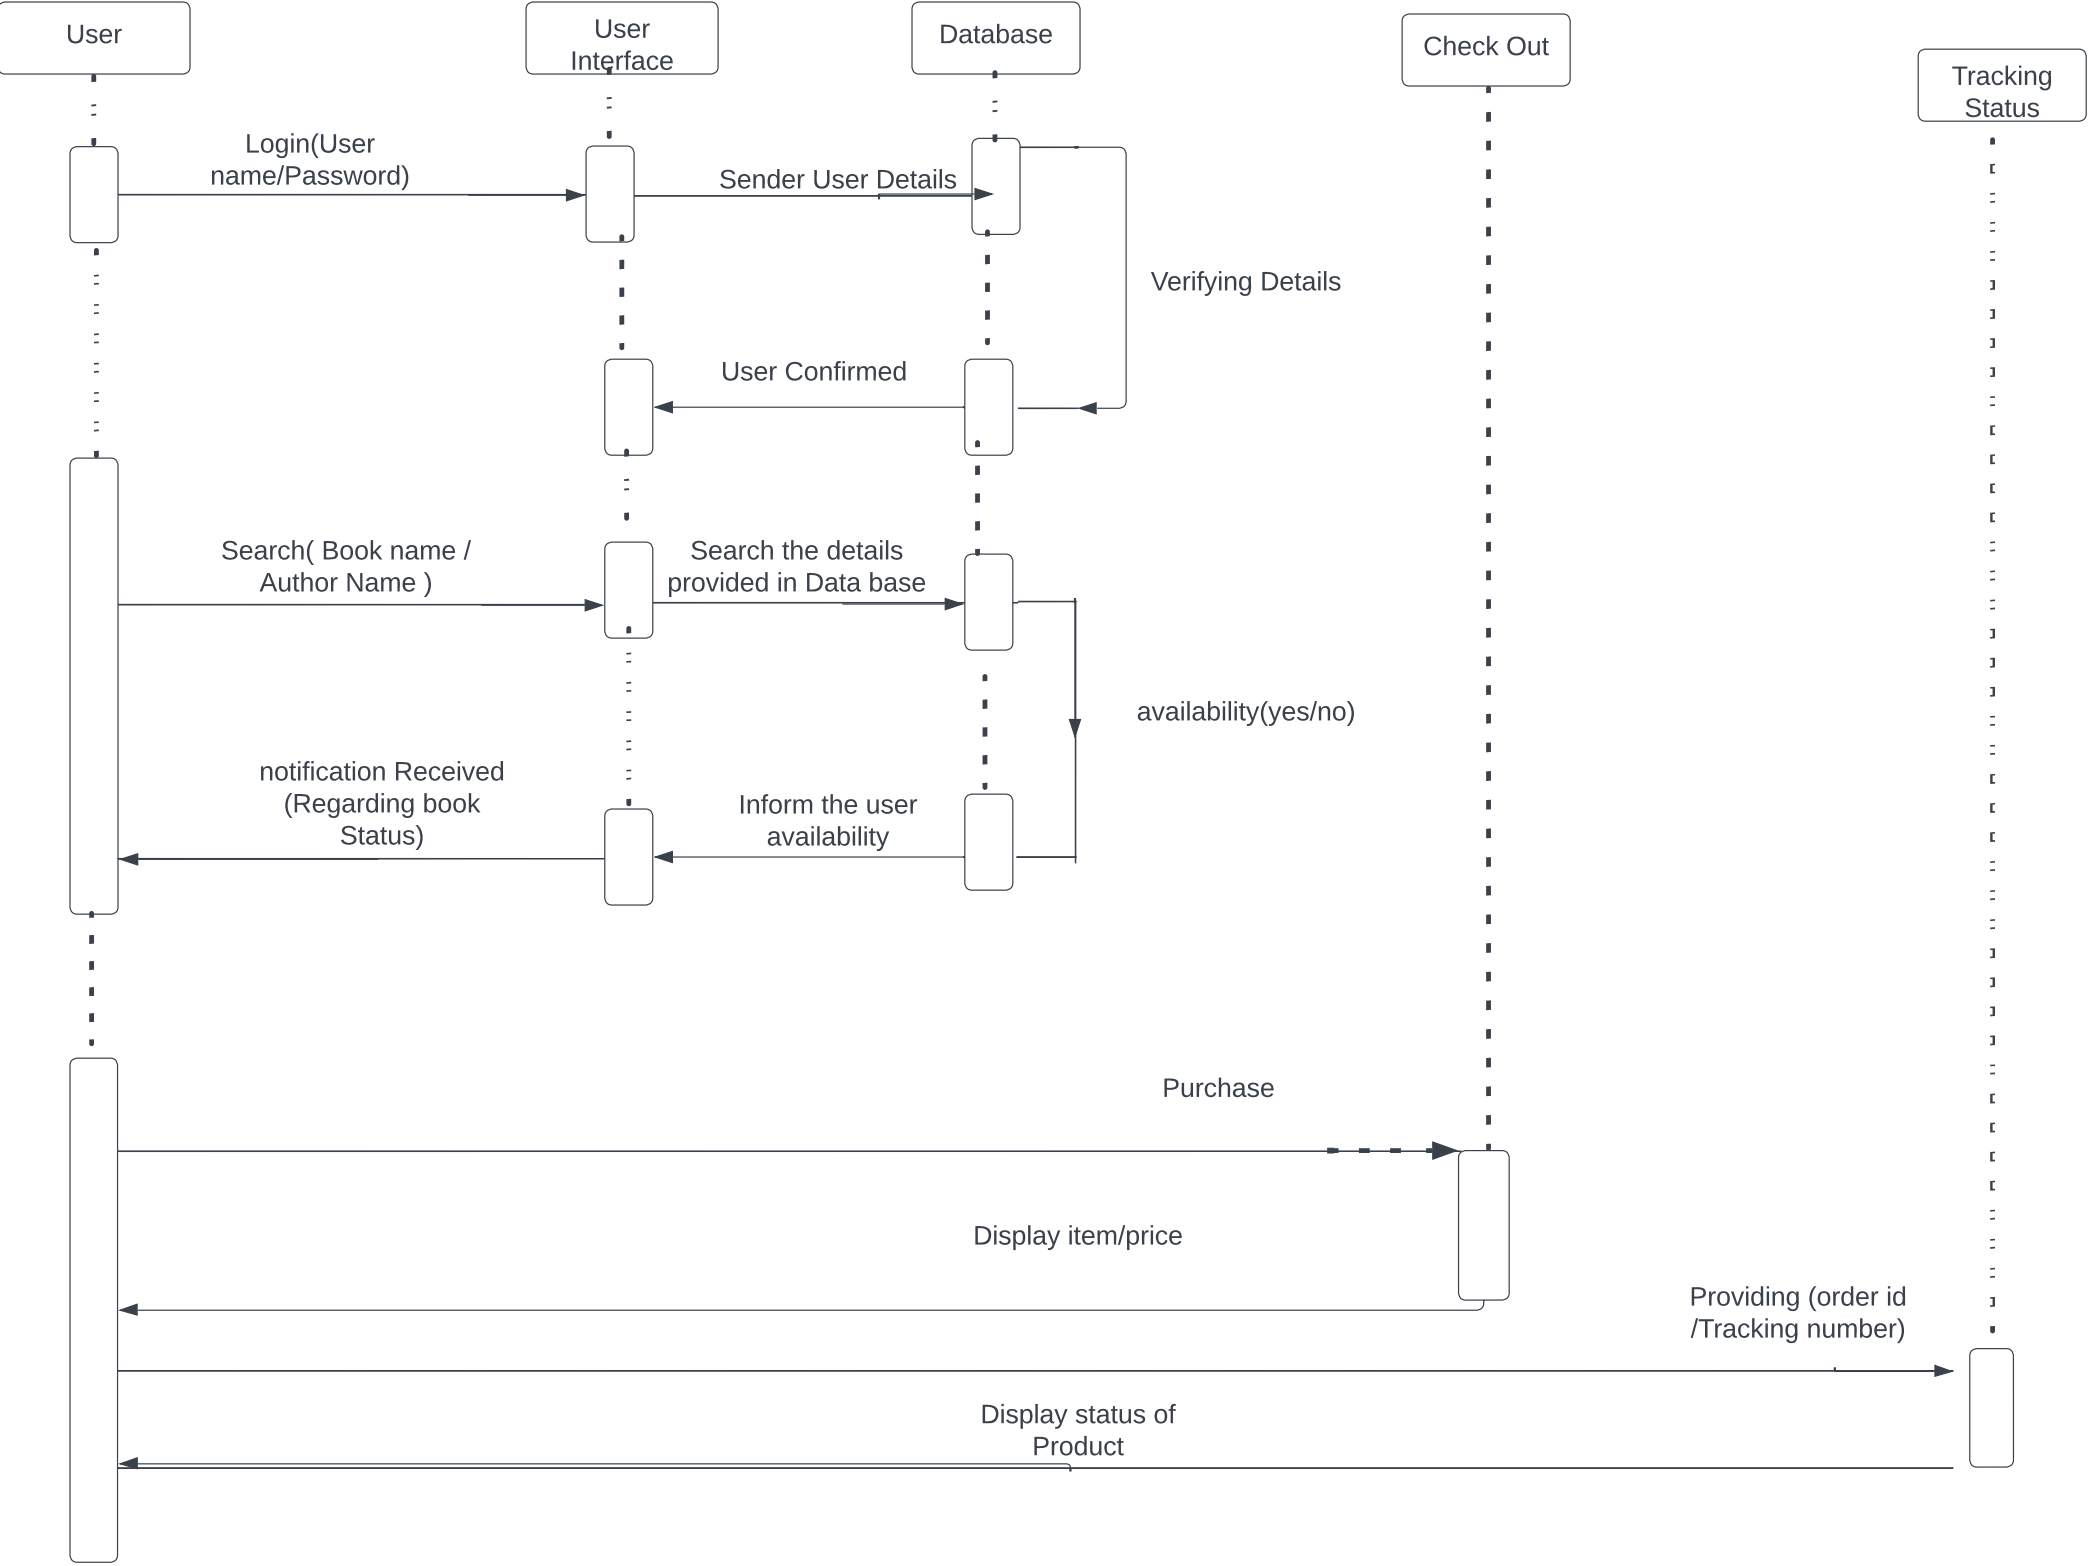 User
User
Interface
Database
Check Out
Tracking
Status
Login(User
name/Password)
Sender User Details
Verifying Details
User Confirmed
Search( Book name /
Author Name )
Search the details
provided in Data base
availability(yes/no)
notification Received
(Regarding book
Status)
Inform the user
availability
Purchase
Display item/price
Providing (order id
/Tracking number)
Display status of
Product